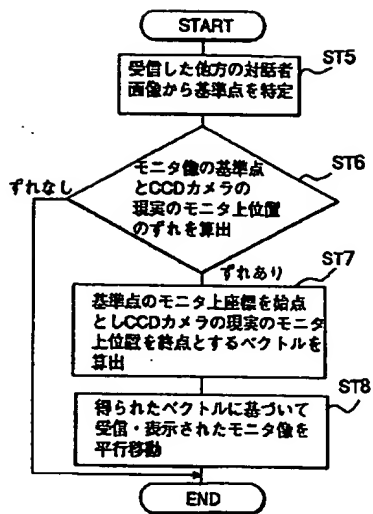 START
ST5
受信した他方の対話者
画像から基準点を特定
ST6
モニタ像の基準点
とCCDカメラの
現実のモニタ上位置
のずれを算出
ずれなし
ずれあり
ST7
基準点のモニタ上座標を始点
としCCDカメラの現実のモニタ
上位置を終点とするベクトルを
算出
ST8
得られたベクトルに基づいて
受信・表示されたモニタ像を
平行移動
END